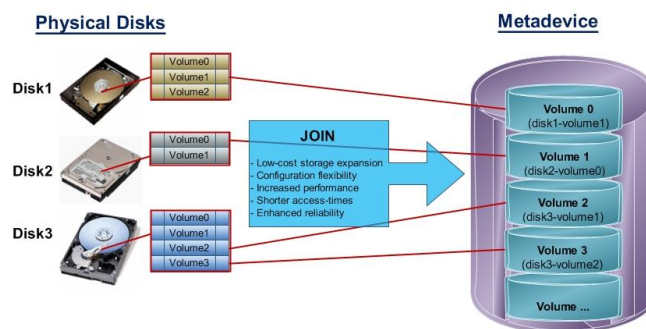 Physical Disks
Metadevice
Disk1
Volume0
Volume1
Volume2
Disk2
Volume0
Volume1
Disk3
Volume0
Volume1
Volume2
Volume3
JOIN
- Low-cost storage expansion
- Configuration flexibility
- Increased performance
- Shorter access-times
- Enhanced reliability
Volume 0
(disk1-volume1)
Volume 1
(disk2-volume0)
Volume 2
(disk3-volume1)
Volume 3
(disk3-volume2)
Volume ...